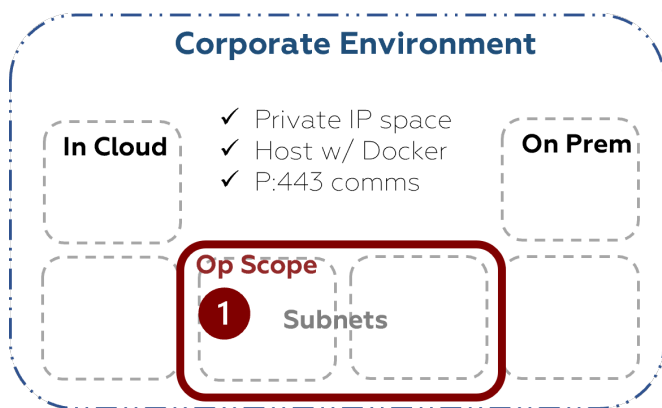 Corporate Environment
In Cloud
✓ Private IP space
✓ Host w/ Docker
✓ P:443 comms
On Prem
Op Scope
1
Subnets